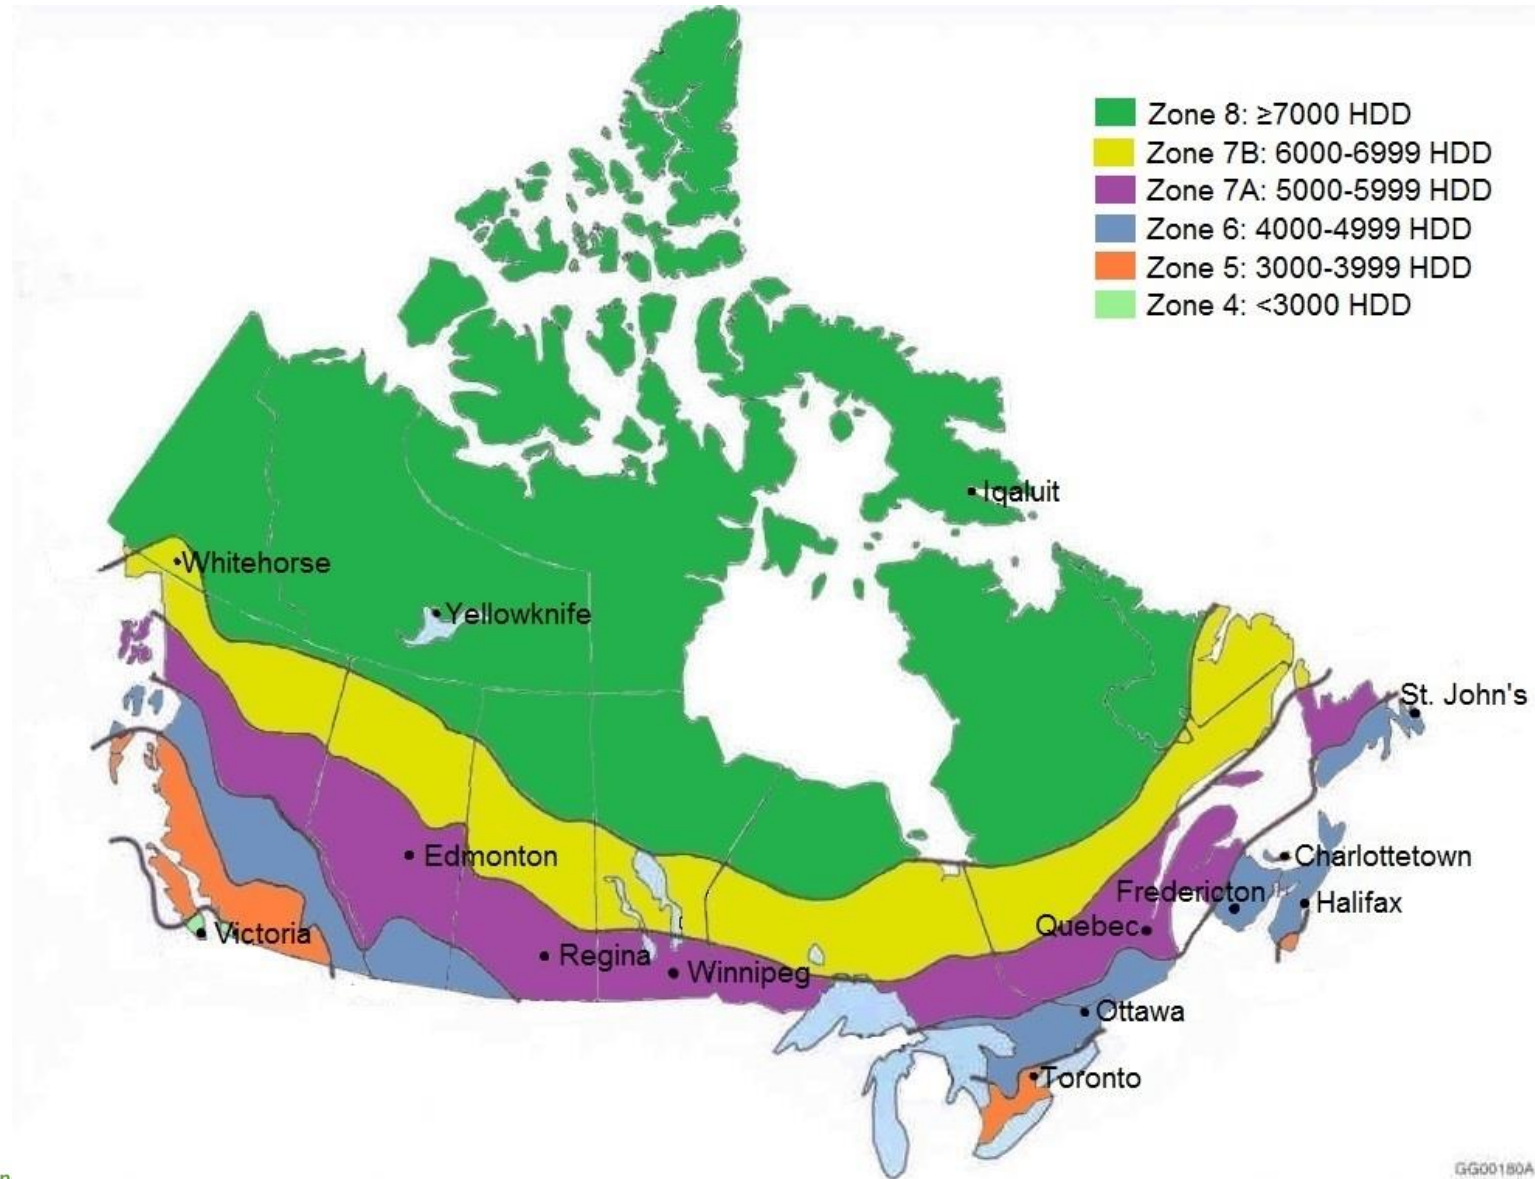 Zone 8: ≥7000 HDD
Zone 7B: 6000-6999 HDD
Zone 7A: 5000-5999 HDD
Zone 6: 4000-4999 HDD
Zone 5: 3000-3999 HDD
Zone 4: <3000 HDD
Iqaluit
Whitehorse
Yellowknife
St. John's
Edmonton
Charlottetown
Fredericton
Halifax
Quebec
Victoria
Regina
Winnipeg
Ottawa
Toronto
GG00180A
n